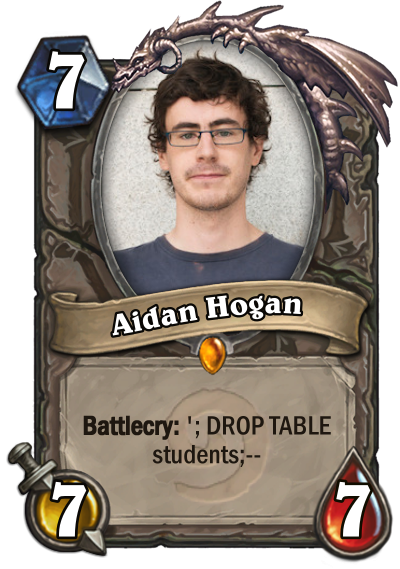 7
Aidan Hogan
Battlecry: '; DROP TABLE
students;--
7
7